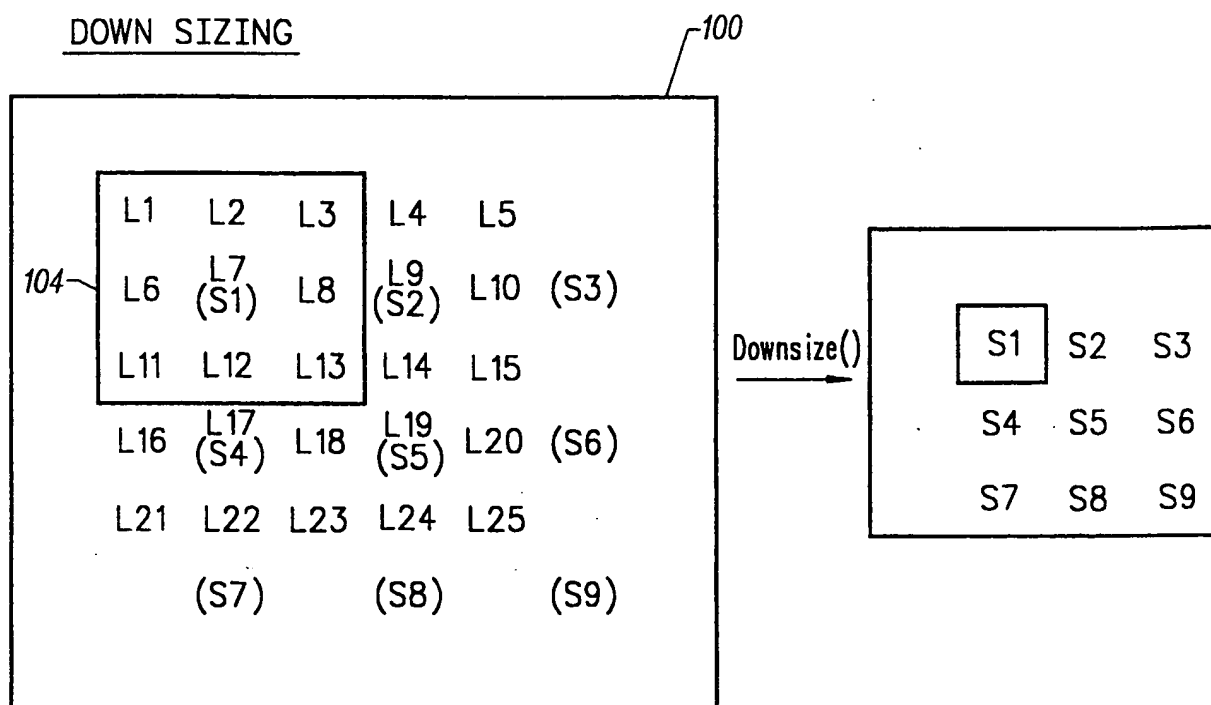 DOWN SIZING
100
L1 L2 L3 L4 L5
104
L6 L7 (S1) L8 L9 (S2) L10 (S3)
L11 L12 L13 L14 L15
L16 L17 (S4) L18 L19 (S5) L20 (S6)
L21 L22 L23 L24 L25
(S7) (S8) (S9)
Downsize()
S1 S2 S3
S4 S5 S6
S7 S8 S9